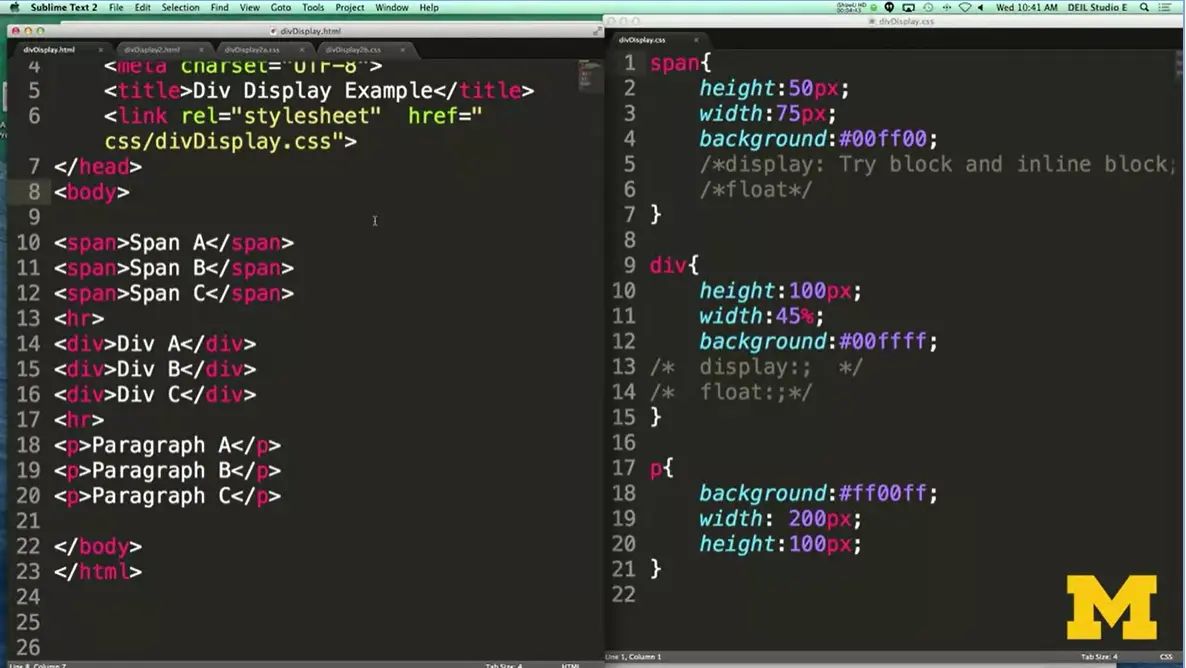 Sublime Text 2 File Edit Selection Find View Goto Tools Project Window Help Wed 10:41 AM DEIL Studio E
divDisplay.html
divDisplay.html divDisplay2.html divDisplay2a.css divDisplay2b.css
4 <meta charset="UTF-8">
5 <title>Div Display Example</title>
6 <link rel="stylesheet" href="
css/divDisplay.css">
7 </head>
8 <body>
9
10 <span>Span A</span>
11 <span>Span B</span>
12 <span>Span C</span>
13 <hr>
14 <div>Div A</div>
15 <div>Div B</div>
16 <div>Div C</div>
17 <hr>
18 <p>Paragraph A</p>
19 <p>Paragraph B</p>
20 <p>Paragraph C</p>
21
22 </body>
23 </html>
24
25
26
Line 8, Column 7 Tab Size: 4 HTML
divDisplay.css
divDisplay.css
1 span{
2 height:50px;
3 width:75px;
4 background:#00ff00;
5 /*display: Try block and inline block;
6 /*float*/
7 }
8
9 div{
10 height:100px;
11 width:45%;
12 background:#00ffff;
13 /* display:; */
14 /* float:;*/
15 }
16
17 p{
18 background:#ff00ff;
19 width: 200px;
20 height:100px;
21 }
22
M
Line 1, Column 1 Tab Size: 4 CSS